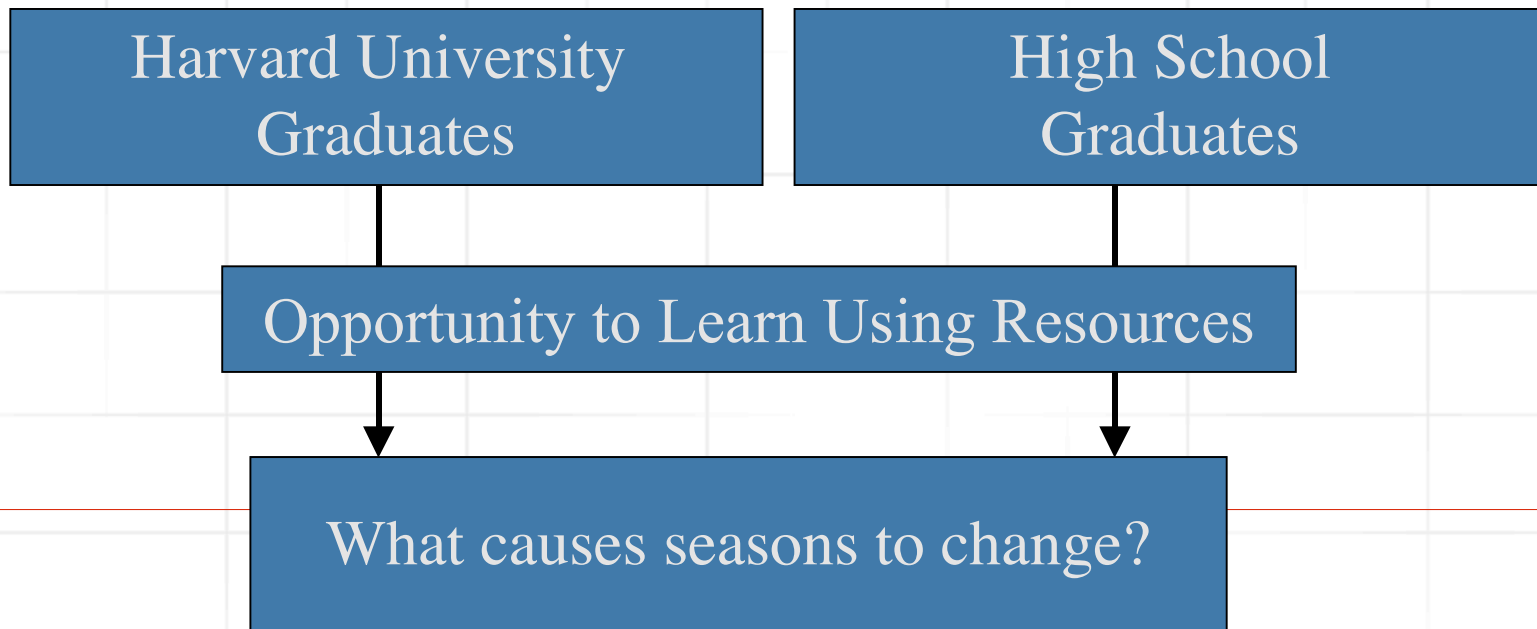 Harvard University
Graduates
High School
Graduates
Opportunity to Learn Using Resources
What causes seasons to change?